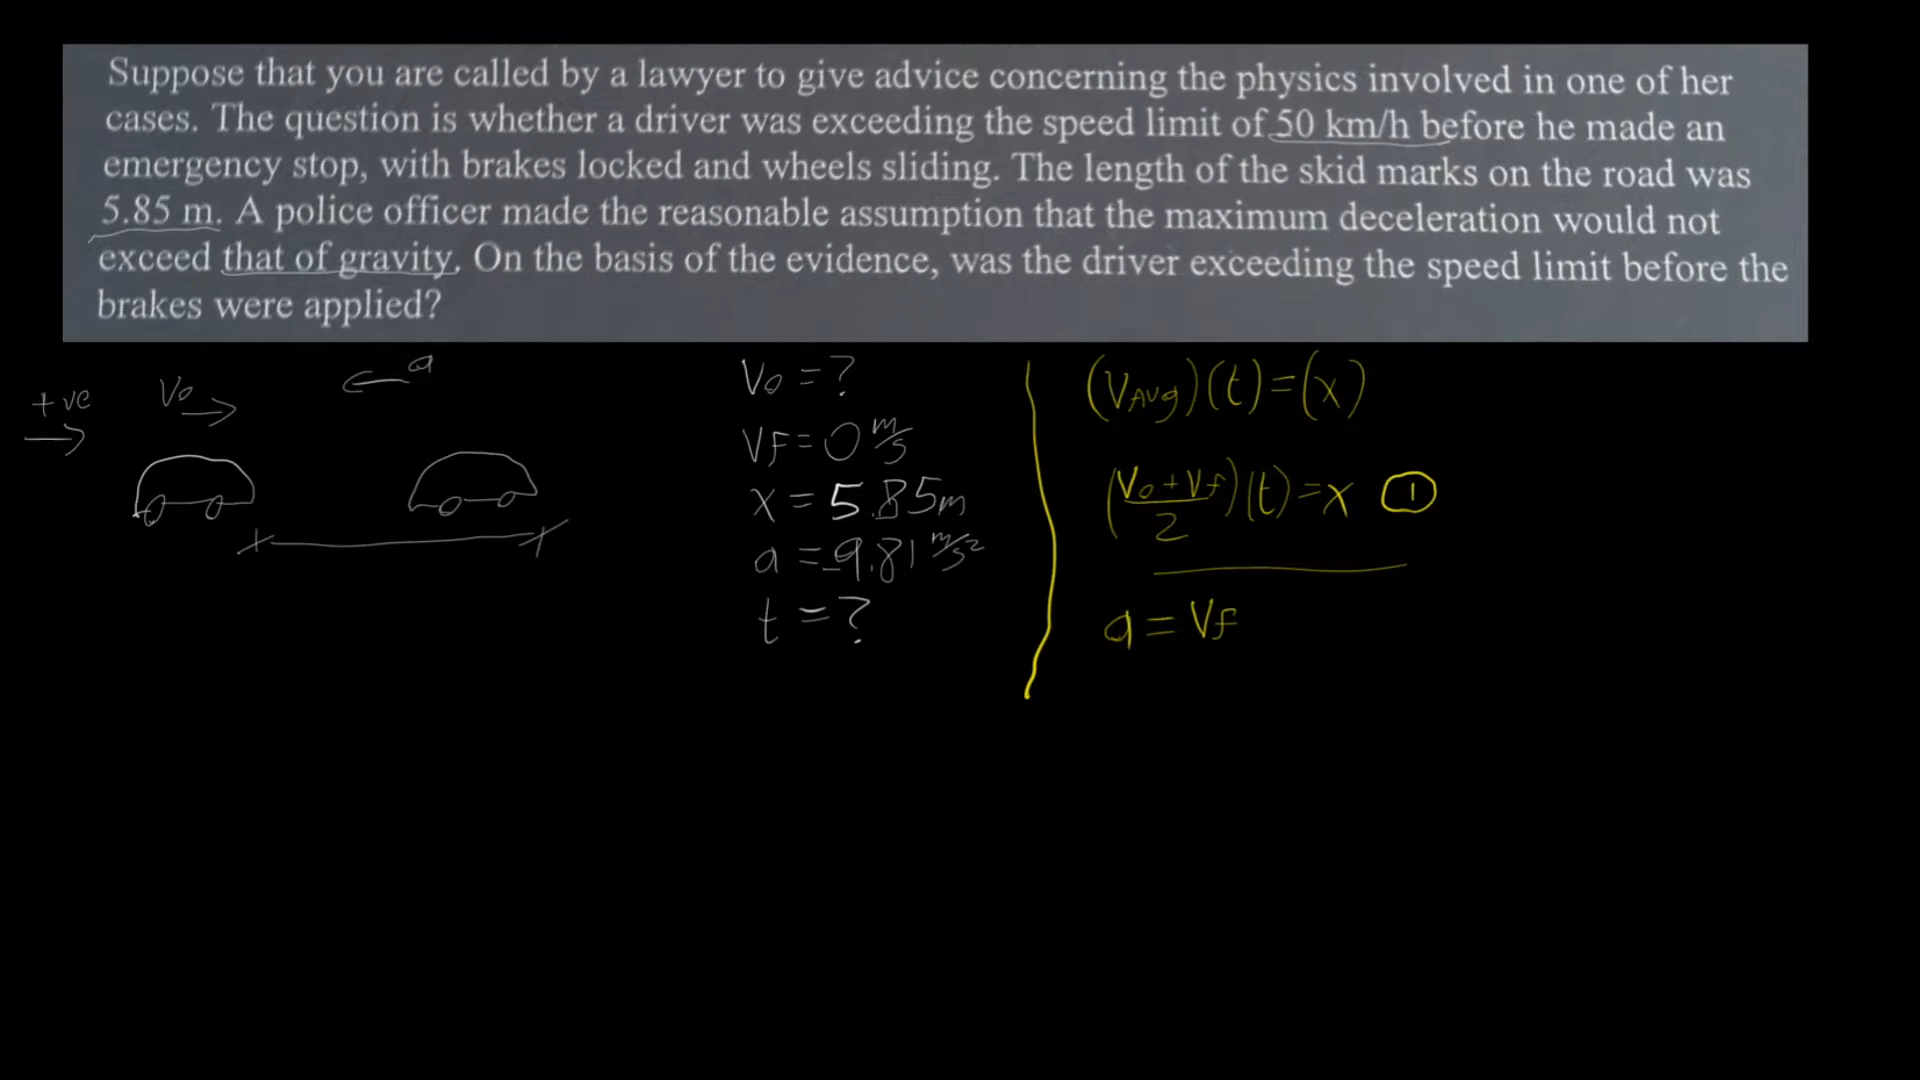 Suppose that you are called by a lawyer to give advice concerning the physics involved in one of her
cases. The question is whether a driver was exceeding the speed limit of 50 km/h before he made an
emergency stop, with brakes locked and wheels sliding. The length of the skid marks on the road was
5.85 m. A police officer made the reasonable assumption that the maximum deceleration would not
exceed that of gravity. On the basis of the evidence, was the driver exceeding the speed limit before the
brakes were applied?
+ve
Vo
a
Vo = ?
VF = 0 m/s
x = 5.85m
a = -9.81 m/s²
t = ?
(VAvg)(t)=(x)
(Vo+Vf/2)(t)=x ①
a = Vf